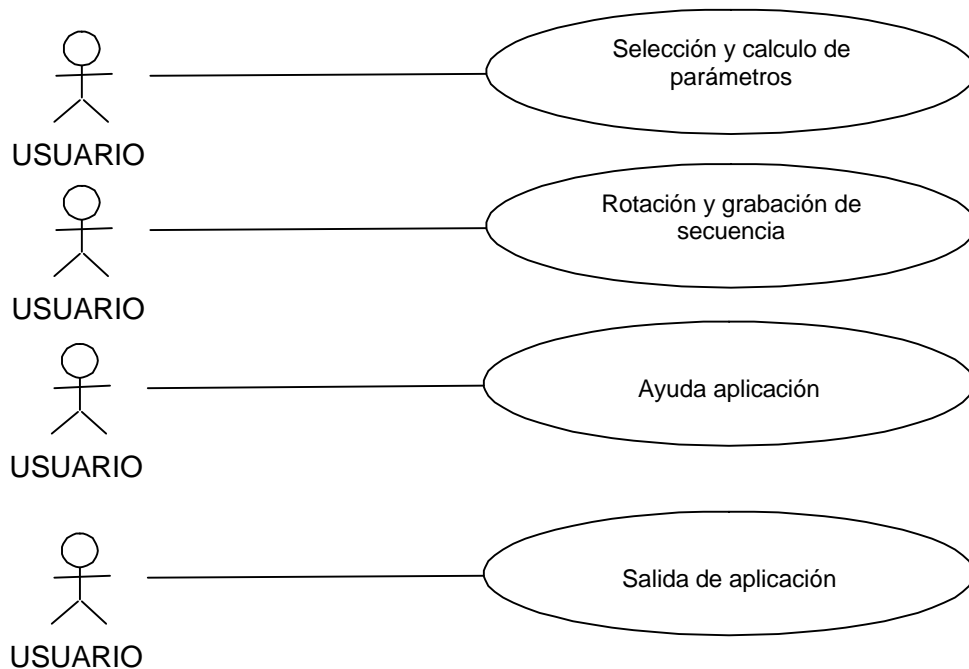 Selección y calculo de
parámetros
USUARIO
Rotación y grabación de
secuencia
USUARIO
Ayuda aplicación
USUARIO
Salida de aplicación
USUARIO